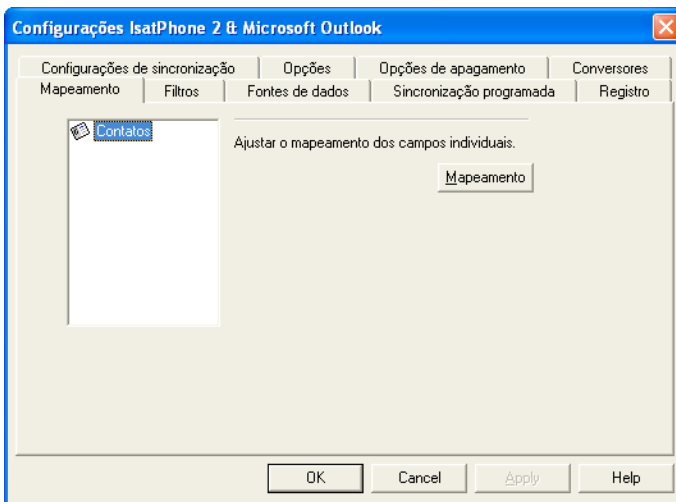 Configurações IsatPhone 2 & Microsoft Outlook
Configurações de sincronização Opções Opções de apagamento Conversores
Mapeamento Filtros Fontes de dados Sincronização programada Registro
Contatos
Ajustar o mapeamento dos campos individuais.
Mapeamento
OK Cancel Apply Help